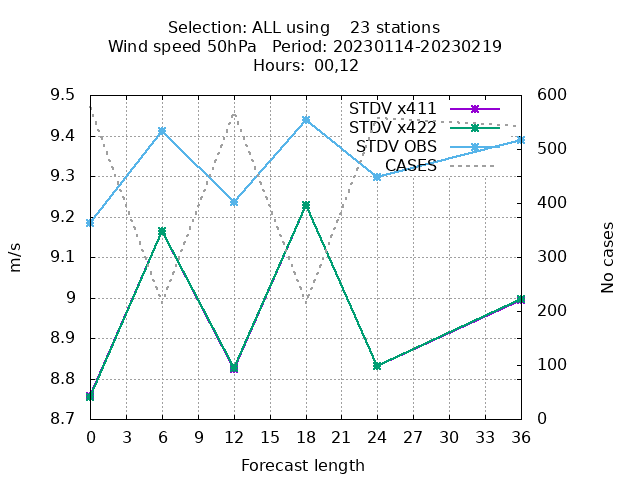 Selection: ALL using    23 stations
Wind speed 50hPa   Period: 20230114-20230219
Hours:  00,12
9.5
9.4
9.3
9.2
9.1
9
8.9
8.8
8.7
m/s
STDV x411
STDV x422
STDV OBS
CASES
600
500
400
300
200
100
0
No cases
0 3 6 9 12 15 18 21 24 27 30 33 36
Forecast length